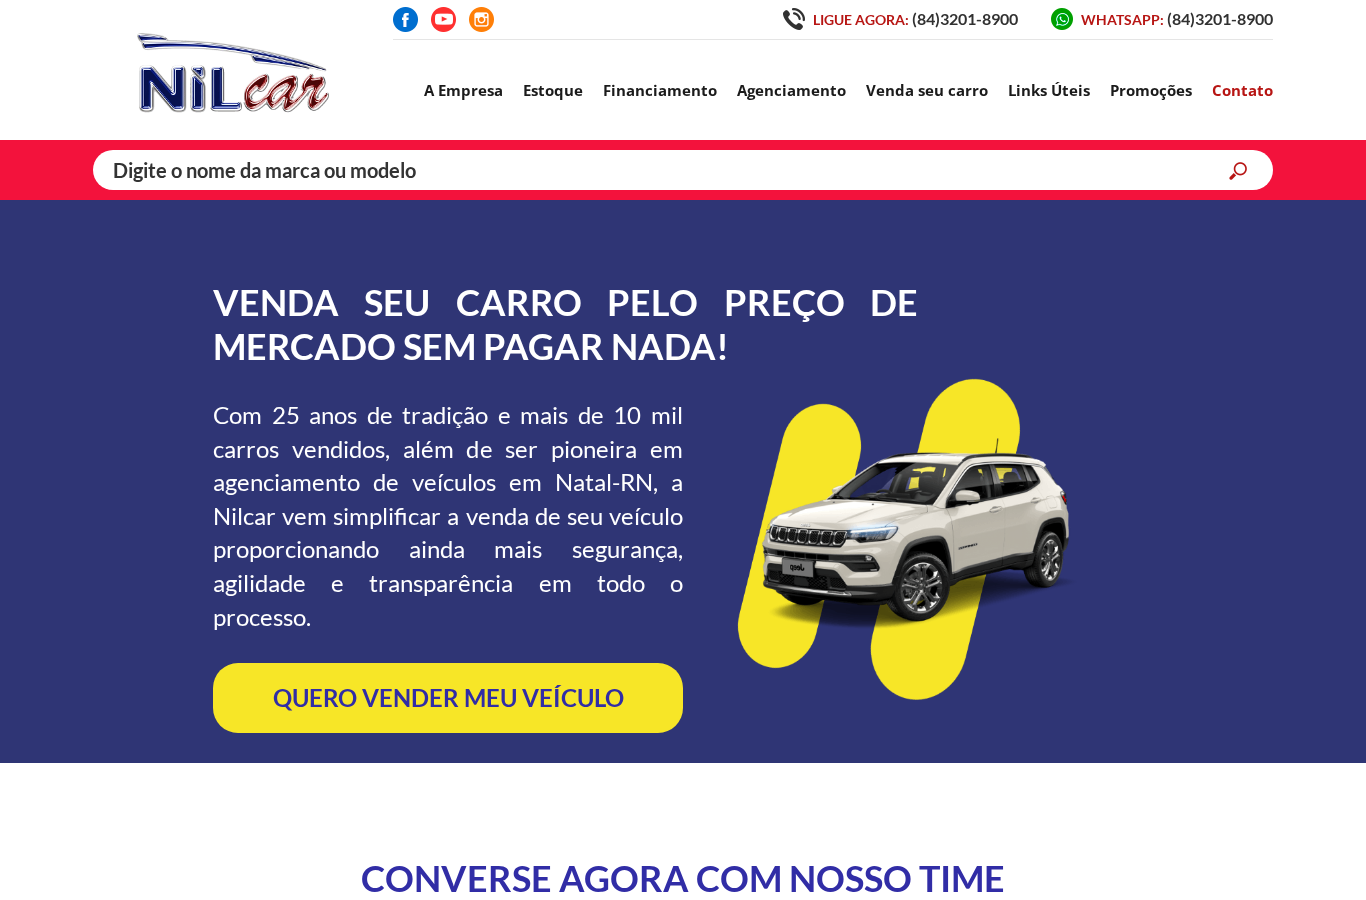 LIGUE AGORA: (84)3201-8900
WHATSAPP: (84)3201-8900
NiLcar
A Empresa
Estoque
Financiamento
Agenciamento
Venda seu carro
Links Úteis
Promoções
Contato
Digite o nome da marca ou modelo
VENDA SEU CARRO PELO PREÇO DE
MERCADO SEM PAGAR NADA!
Com 25 anos de tradição e mais de 10 mil
carros vendidos, além de ser pioneira em
agenciamento de veículos em Natal-RN, a
Nilcar vem simplificar a venda de seu veículo
proporcionando ainda mais segurança,
agilidade e transparência em todo o
processo.
Jeep
QUERO VENDER MEU VEÍCULO
CONVERSE AGORA COM NOSSO TIME